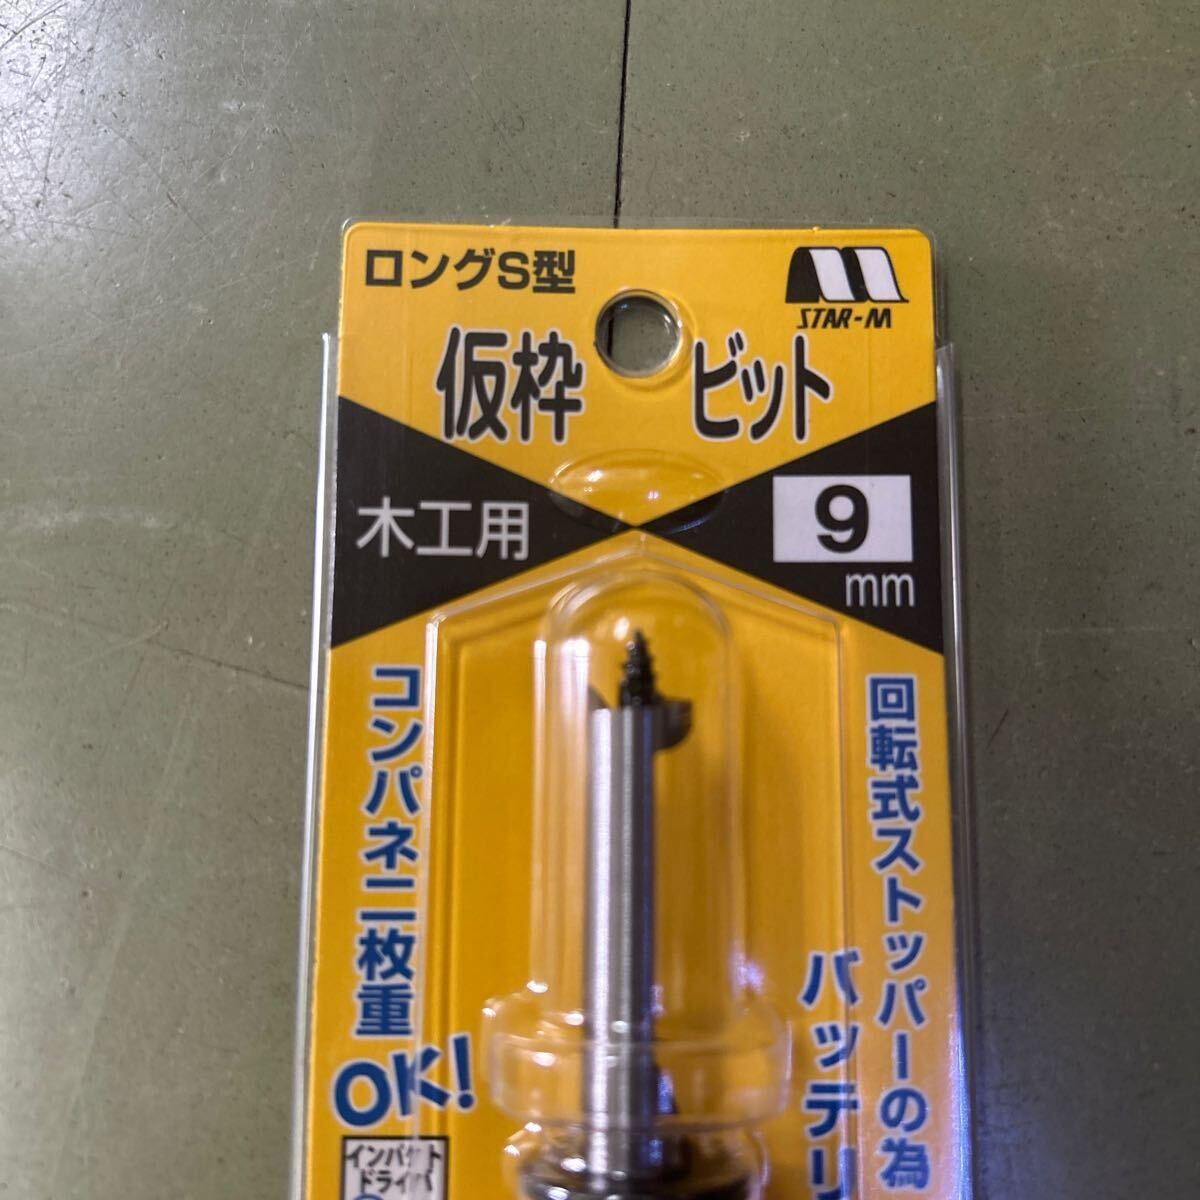 ロングS型
STAR-M
仮枠 ビット
木工用
9
mm
コンパネ二枚重
OK!
回転式ストッパーの為
バッテリ
インパクト
ドライバ